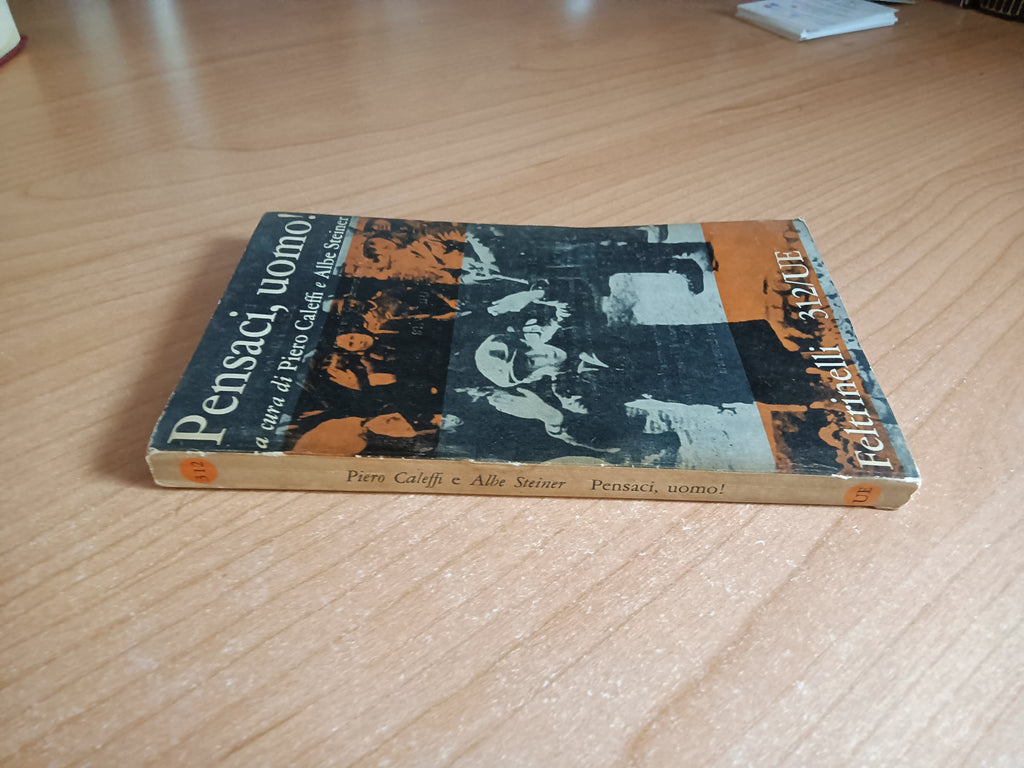 Pensaci, uomo!
a cura di Piero Caleffi e Albe Steiner
Feltrinelli 312/UE
312
Piero Caleffi e Albe Steiner Pensaci, uomo!
UE